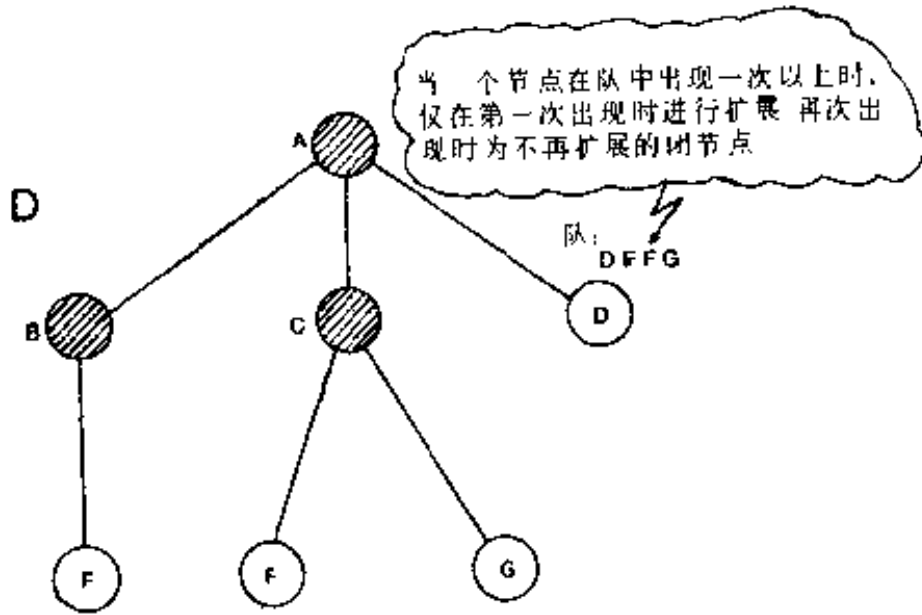 当 个节点在队中出现一次以上时，
仅在第一次出现时进行扩展 再次出
现时为不再扩展的闭节点
A
D
队：
D F F G
B
C
D
F
F
G